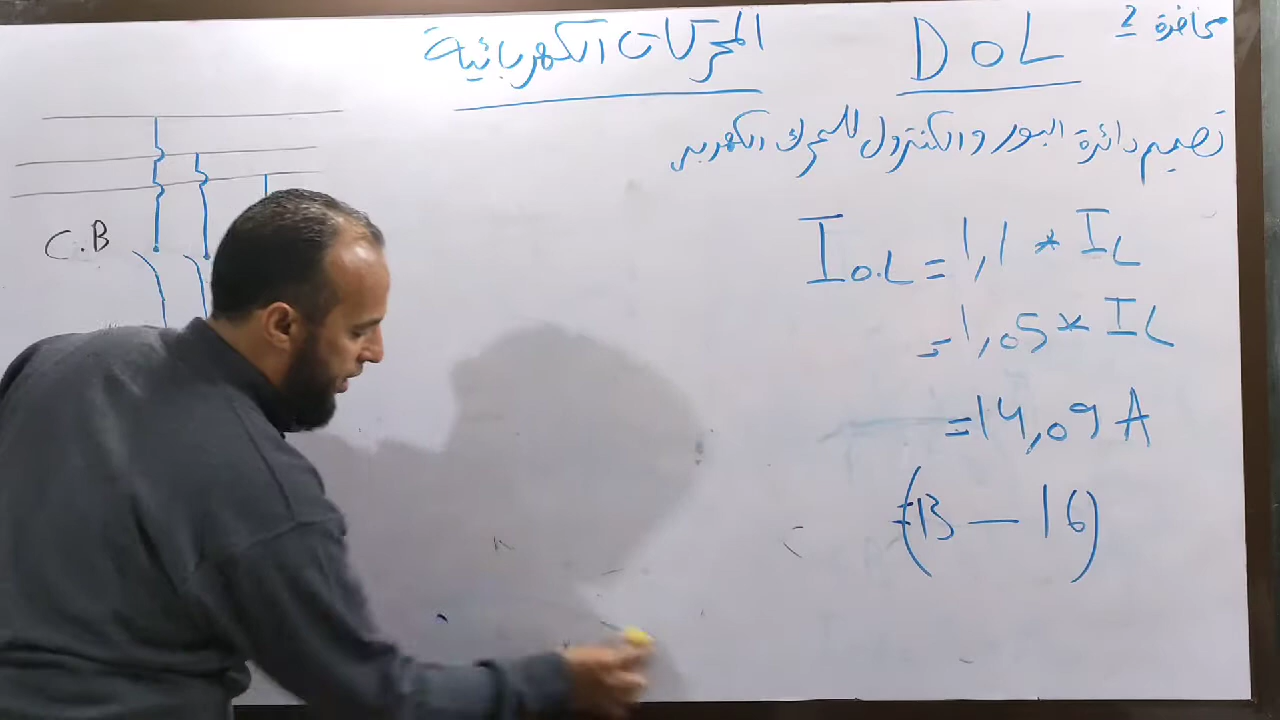 محاضرة 2
DOL
المحركات الكهربائية
تصميم دائرة البور والكنترول للمحرك الكهربي
I O.L = 1,1 * IL
= 1,05 * IL
= 14,09 A
= (13 — 16)
C.B